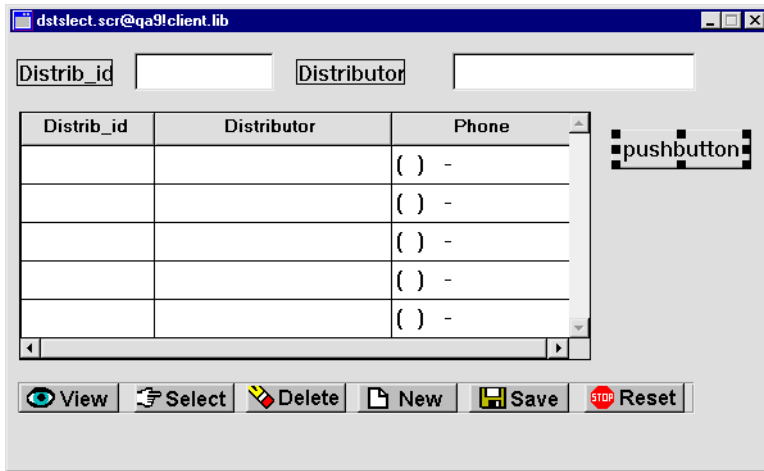 dstslect.scr@qa9!client.lib
Distrib_id Distributor
Distrib_id Distributor Phone
( ) -
pushbutton
( ) -
( ) -
( ) -
( ) -
View Select Delete New Save STOP Reset